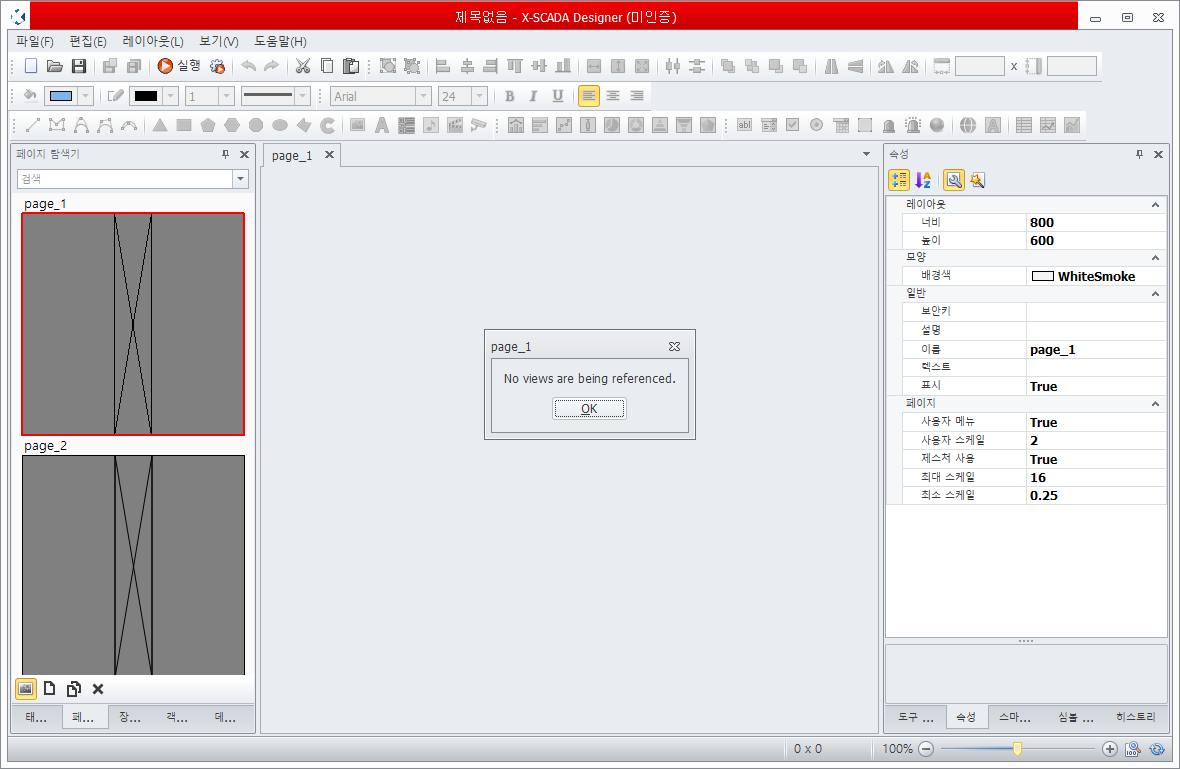 제목없음 - X-SCADA Designer (미인증)
파일(F) 편집(E) 레이아웃(L) 보기(V) 도움말(H)
실행 x
1 Arial 24 B I U
A abl A
페이지 탐색기
검색
page_1
page_2
태... 페... 장... 객... 데...
page_1
page_1
No views are being referenced.
OK
속성
레이아웃
너비 800
높이 600
모양
배경색 WhiteSmoke
일반
보안키
설명
이름 page_1
텍스트
표시 True
페이지
사용자 메뉴 True
사용자 스케일 2
제스처 사용 True
최대 스케일 16
최소 스케일 0.25
도구 ... 속성 스마... 심볼 ... 히스토리
0 x 0 100%